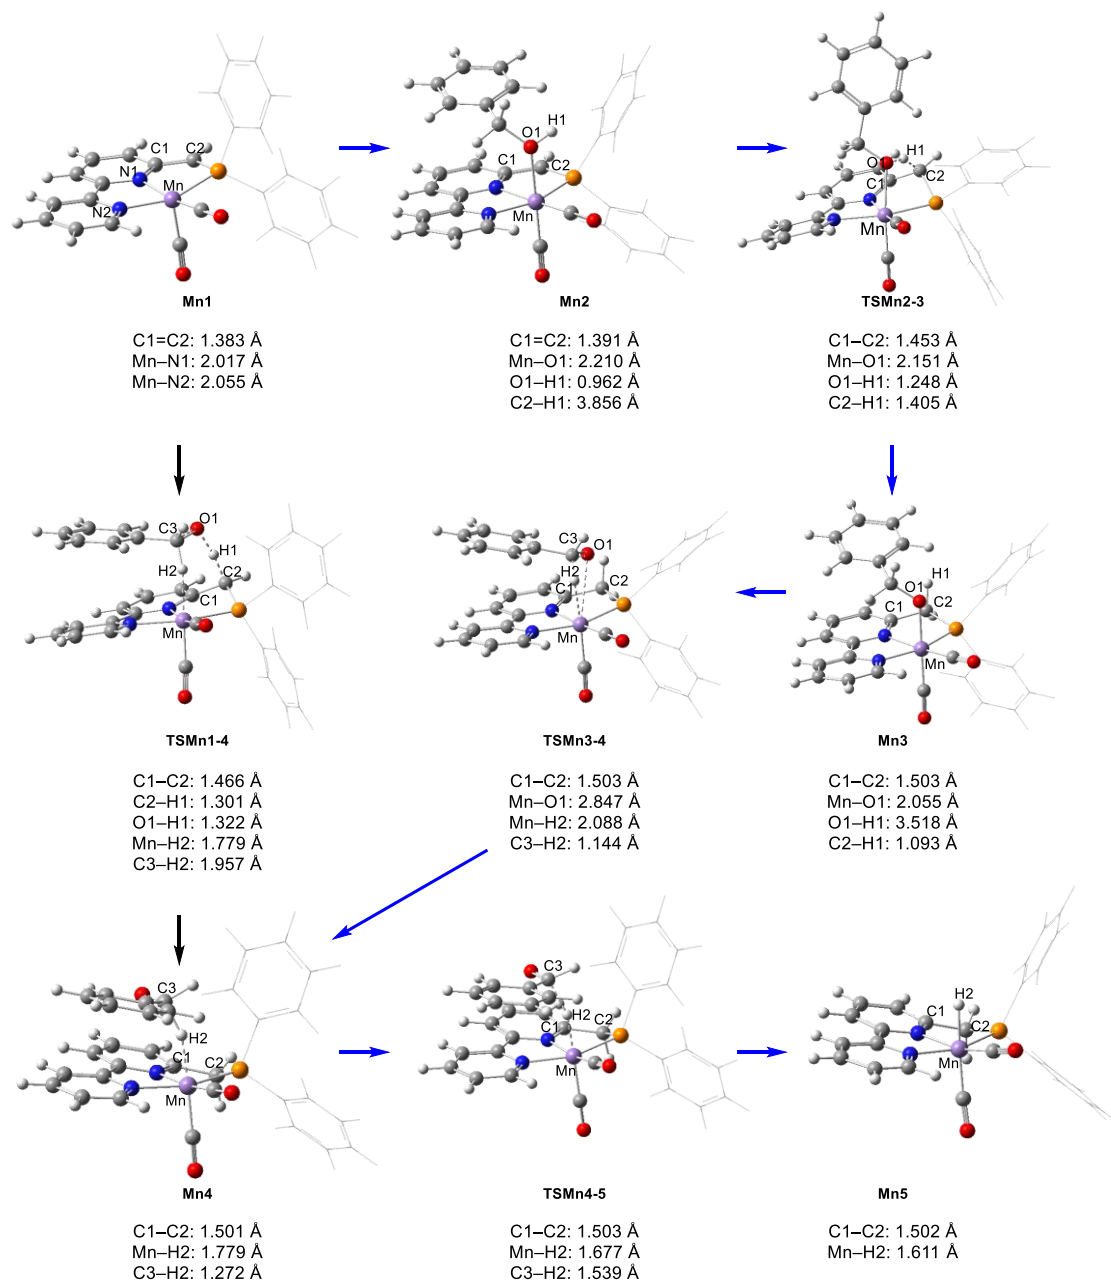 C1
C2
N1
Mn
N2
Mn1
C1=C2: 1.383 Å
Mn–N1: 2.017 Å
Mn–N2: 2.055 Å
H1
O1
C1
C2
Mn
Mn2
C1=C2: 1.391 Å
Mn–O1: 2.210 Å
O1–H1: 0.962 Å
C2–H1: 3.856 Å
O1
H1
C2
C1
Mn
TSMn2-3
C1–C2: 1.453 Å
Mn–O1: 2.151 Å
O1–H1: 1.248 Å
C2–H1: 1.405 Å
C3
O1
H1
H2
C2
C1
Mn
TSMn1-4
C1–C2: 1.466 Å
C2–H1: 1.301 Å
O1–H1: 1.322 Å
Mn–H2: 1.779 Å
C3–H2: 1.957 Å
C3
O1
H2
C1
C2
Mn
TSMn3-4
C1–C2: 1.503 Å
Mn–O1: 2.847 Å
Mn–H2: 2.088 Å
C3–H2: 1.144 Å
H1
O1
C1
C2
Mn
Mn3
C1–C2: 1.503 Å
Mn–O1: 2.055 Å
O1–H1: 3.518 Å
C2–H1: 1.093 Å
C3
H2
C1
C2
Mn
Mn4
C1–C2: 1.501 Å
Mn–H2: 1.779 Å
C3–H2: 1.272 Å
C3
H2
C1
C2
Mn
TSMn4-5
C1–C2: 1.503 Å
Mn–H2: 1.677 Å
C3–H2: 1.539 Å
H2
C1
C2
Mn
Mn5
C1–C2: 1.502 Å
Mn–H2: 1.611 Å